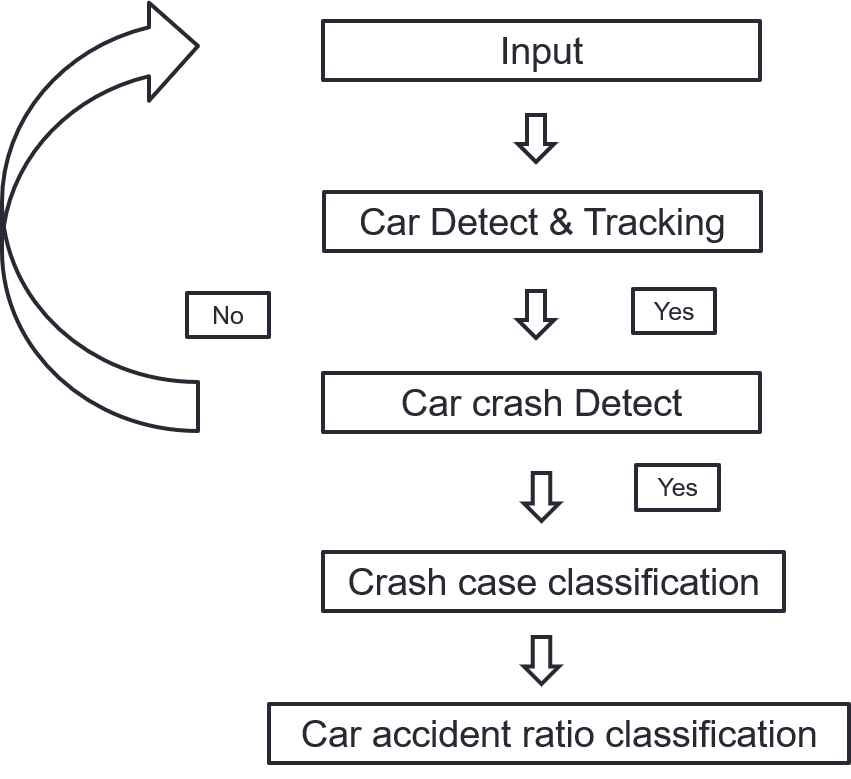 Input
Car Detect & Tracking
No
Yes
Car crash Detect
Yes
Crash case classification
Car accident ratio classification